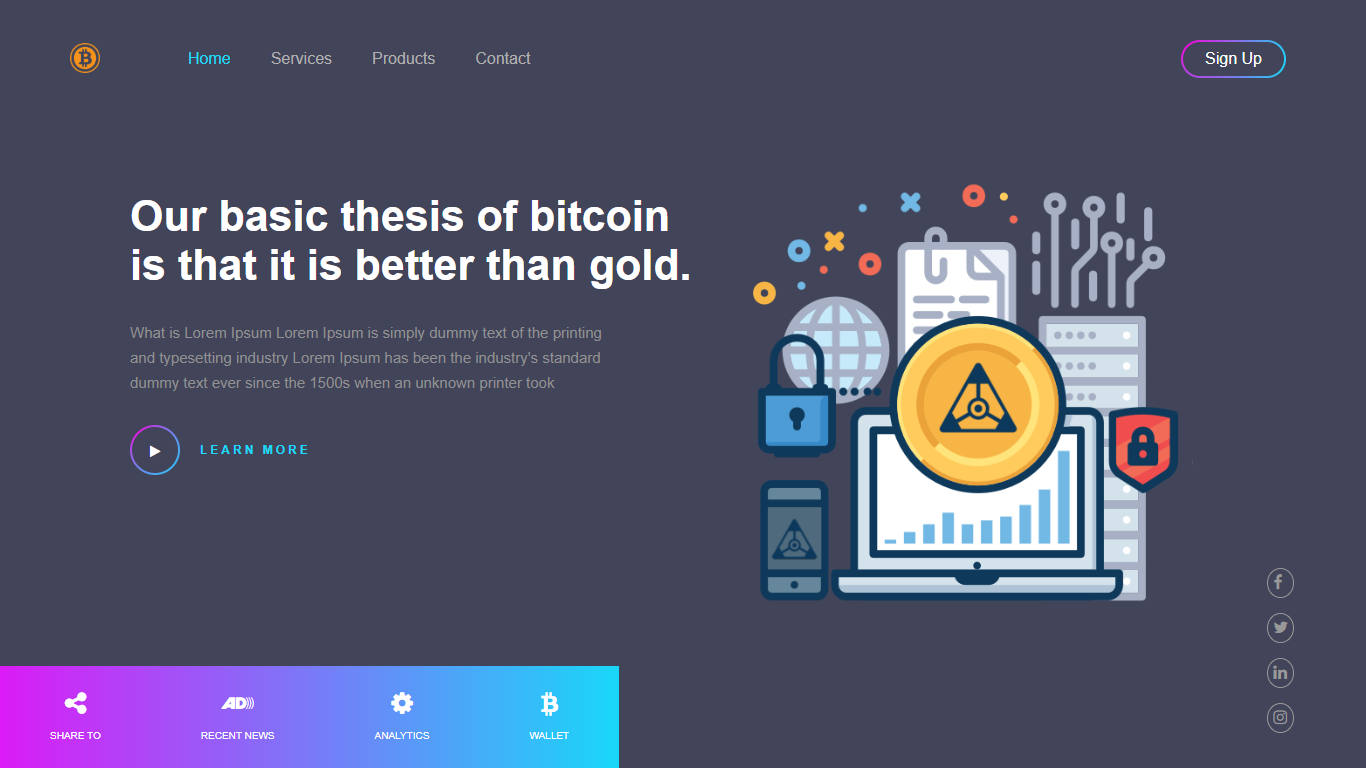 Home Services Products Contact Sign Up
Our basic thesis of bitcoin
is that it is better than gold.
What is Lorem Ipsum Lorem Ipsum is simply dummy text of the printing
and typesetting industry Lorem Ipsum has been the industry's standard
dummy text ever since the 1500s when an unknown printer took
LEARN MORE
AD
SHARE TO RECENT NEWS ANALYTICS WALLET